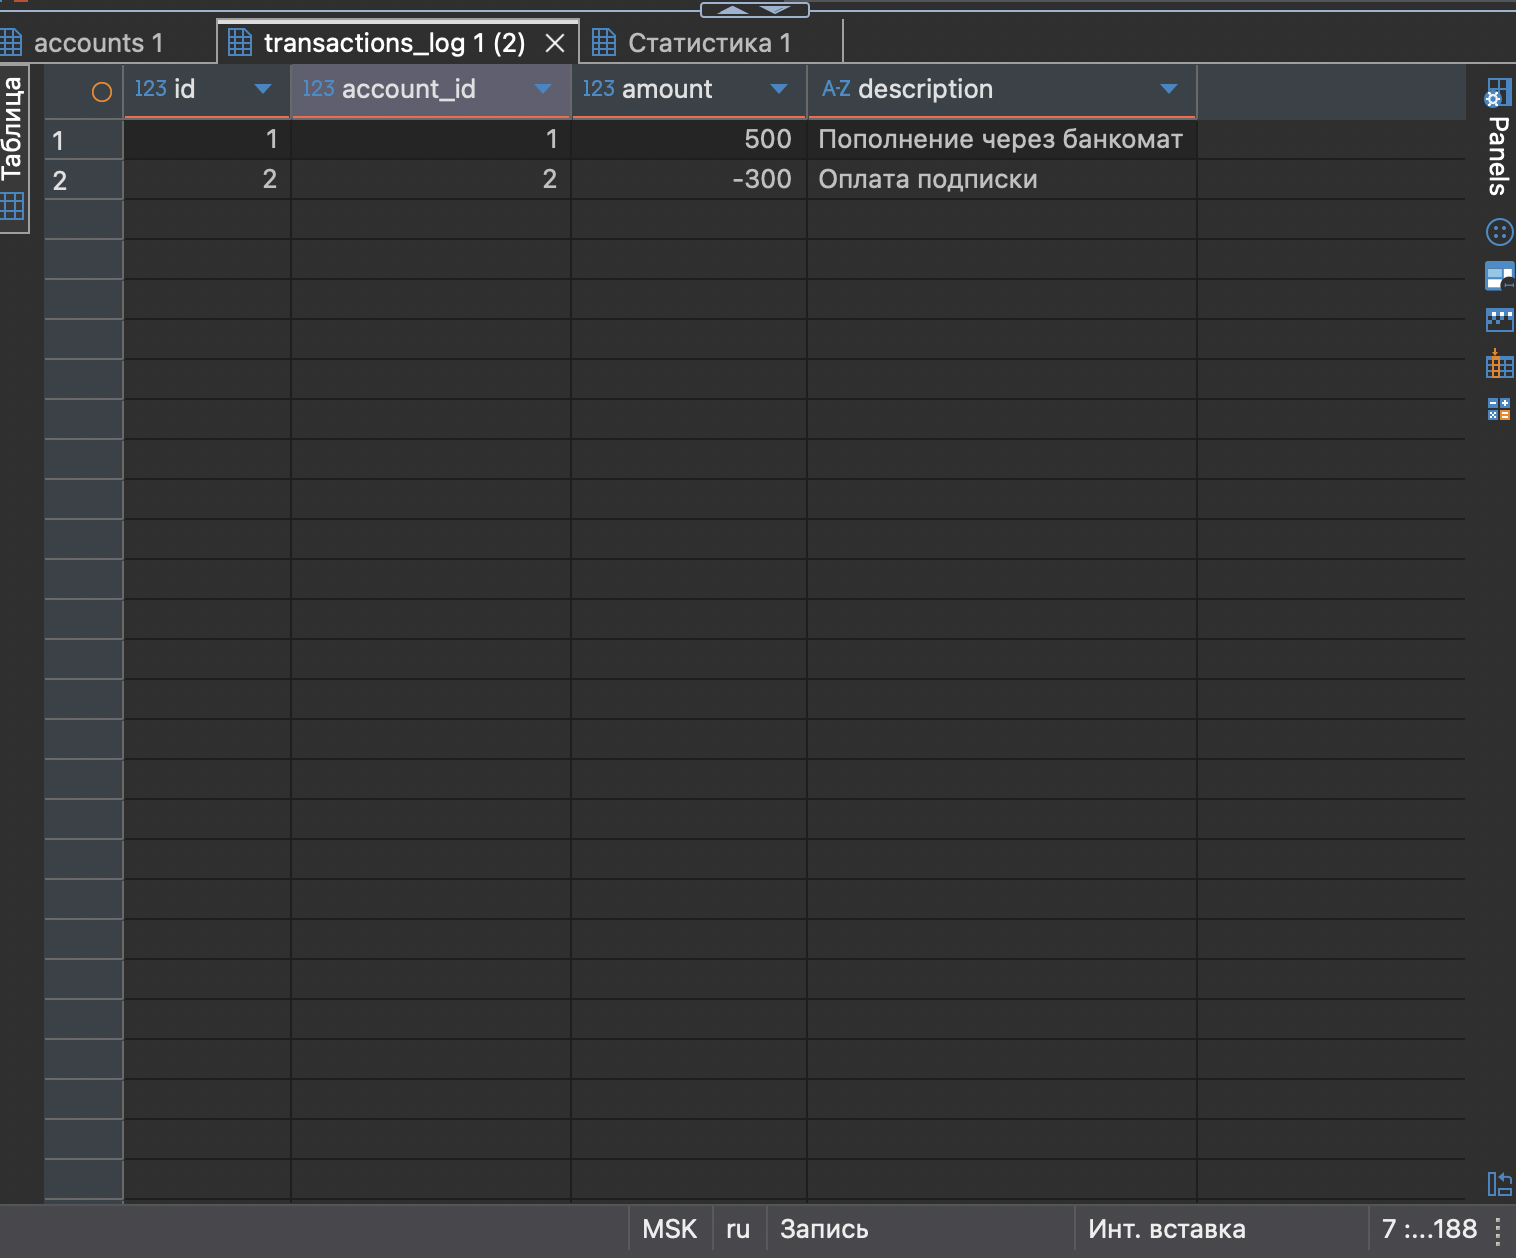 accounts 1
transactions_log 1 (2)
Статистика 1
Таблица
123 id
123 account_id
123 amount
A-Z description
1 1 1 500 Пополнение через банкомат
2 2 2 -300 Оплата подписки
Panels
MSK ru Запись Инт. вставка 7 :...188